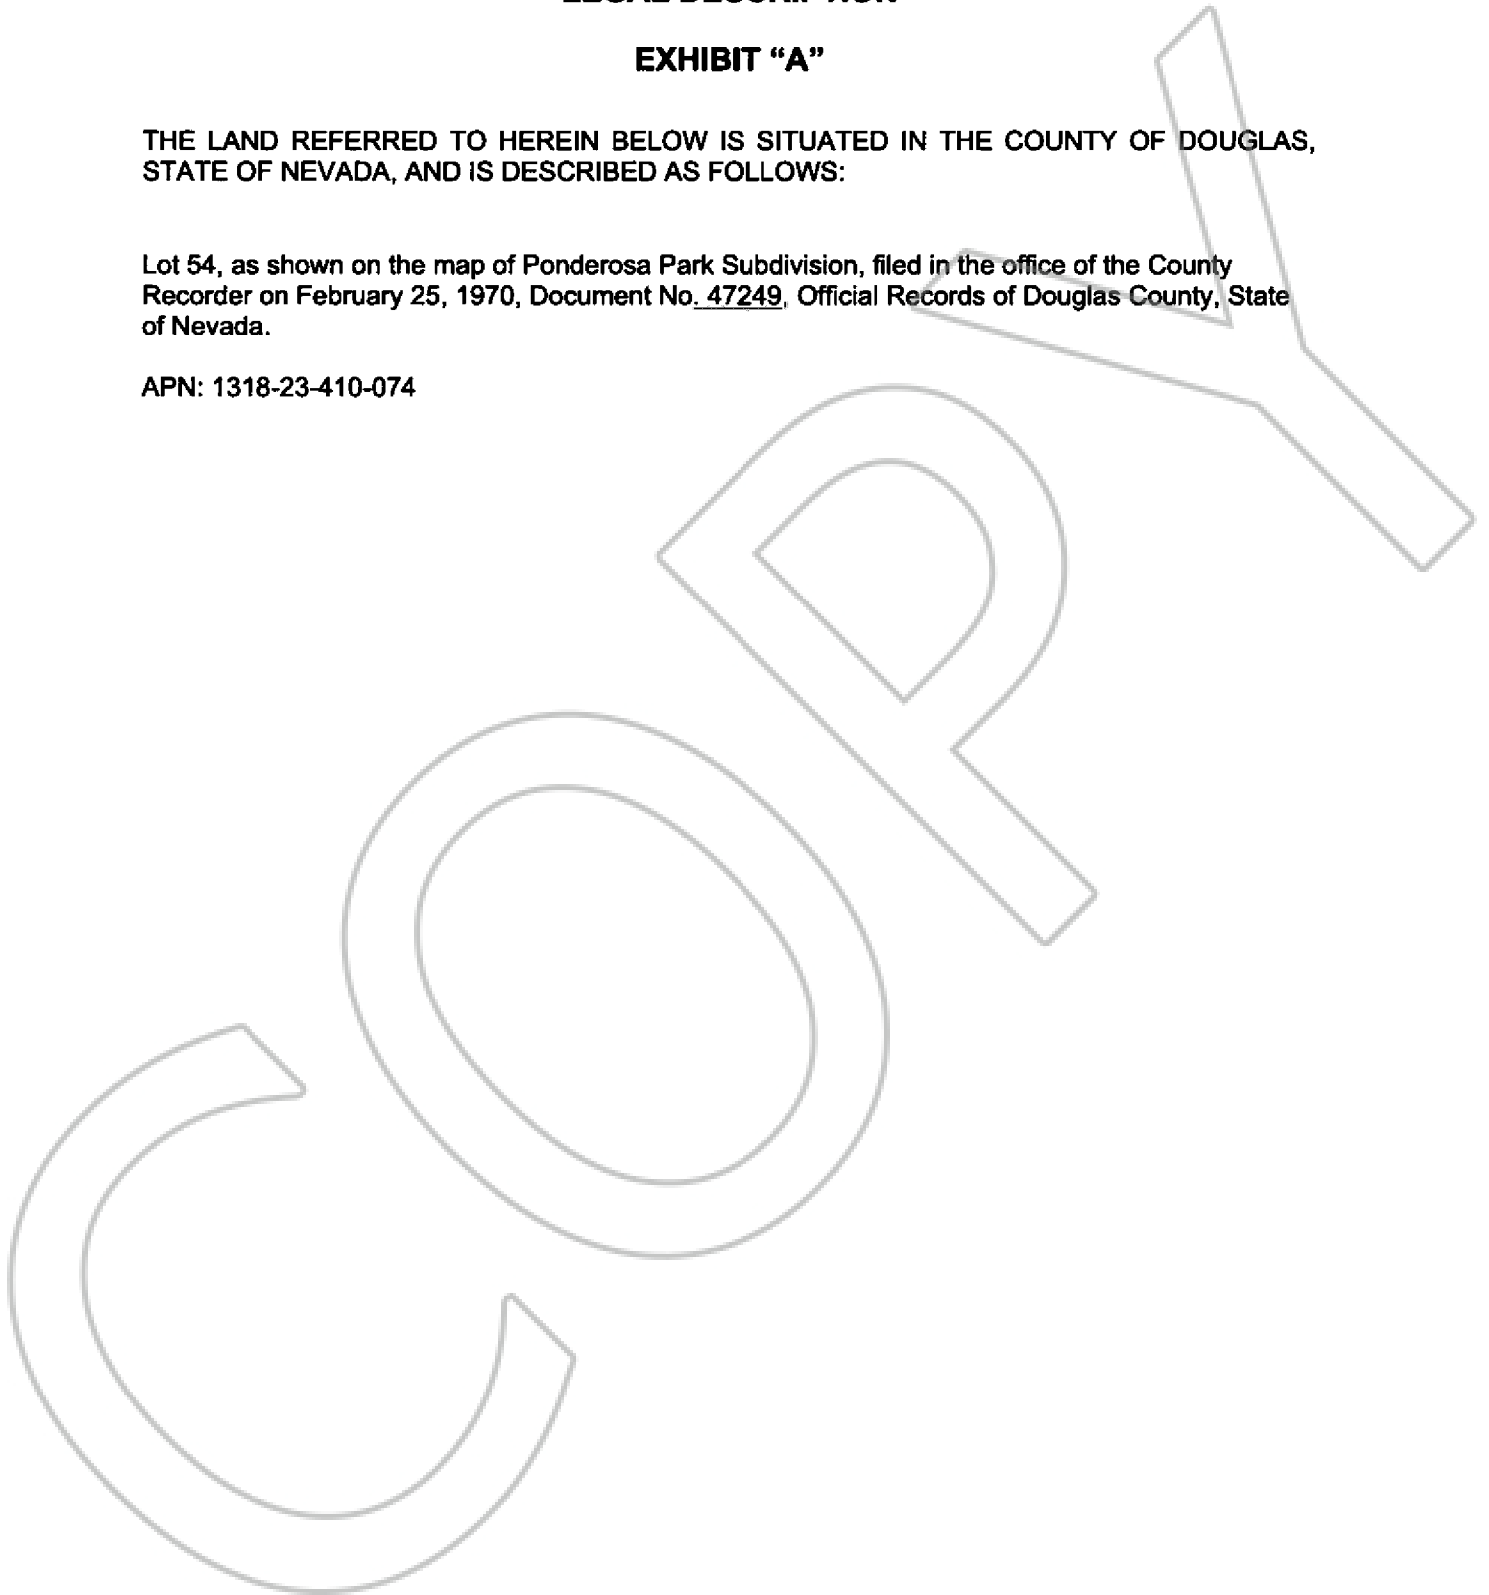 LEGAL DESCRIPTION
EXHIBIT “A”
THE LAND REFERRED TO HEREIN BELOW IS SITUATED IN THE COUNTY OF DOUGLAS,
STATE OF NEVADA, AND IS DESCRIBED AS FOLLOWS:
Lot 54, as shown on the map of Ponderosa Park Subdivision, filed in the office of the County
Recorder on February 25, 1970, Document No. 47249, Official Records of Douglas County, State
of Nevada.
APN: 1318-23-410-074
COPY